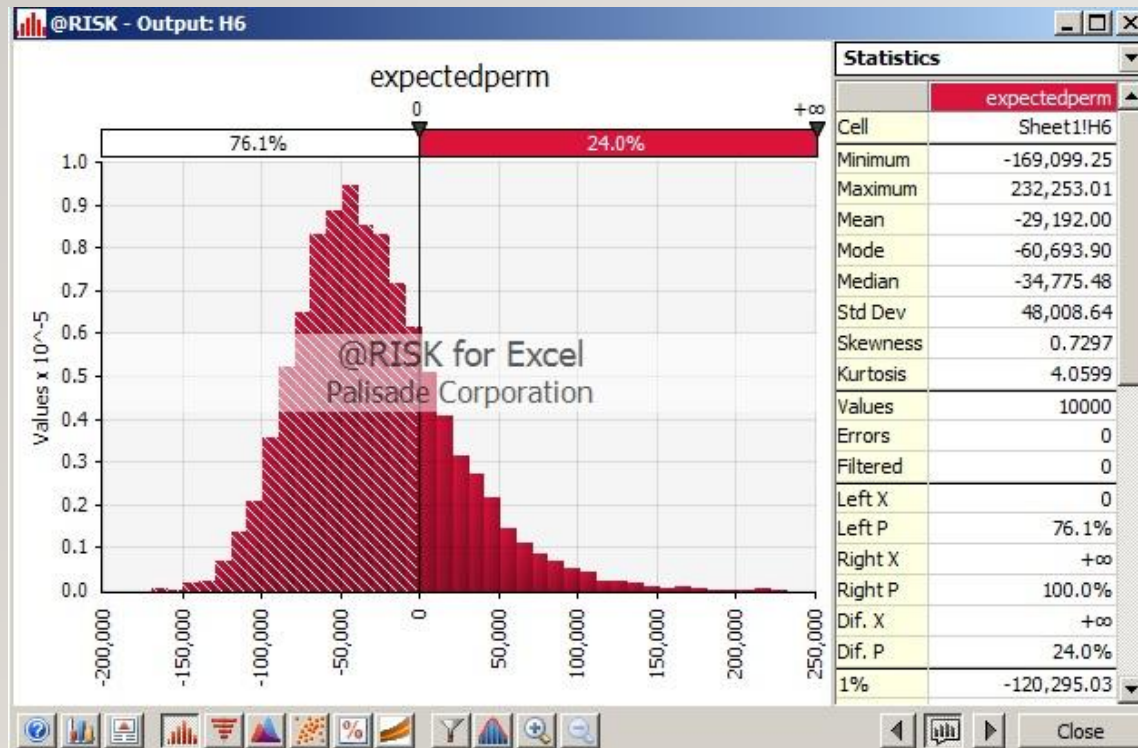 @RISK - Output: H6
expectedperm
0 +∞
76.1% 24.0%
1.0
0.9
0.8
0.7
0.6
0.5
0.4
0.3
0.2
0.1
0.0
Values x 10^-5
@RISK for Excel
Palisade Corporation
-200,000 -150,000 -100,000 -50,000 0 50,000 100,000 150,000 200,000 250,000
Statistics
expectedperm
Cell Sheet1!H6
Minimum -169,099.25
Maximum 232,253.01
Mean -29,192.00
Mode -60,693.90
Median -34,775.48
Std Dev 48,008.64
Skewness 0.7297
Kurtosis 4.0599
Values 10000
Errors 0
Filtered 0
Left X 0
Left P 76.1%
Right X +∞
Right P 100.0%
Dif. X +∞
Dif. P 24.0%
1% -120,295.03
Close